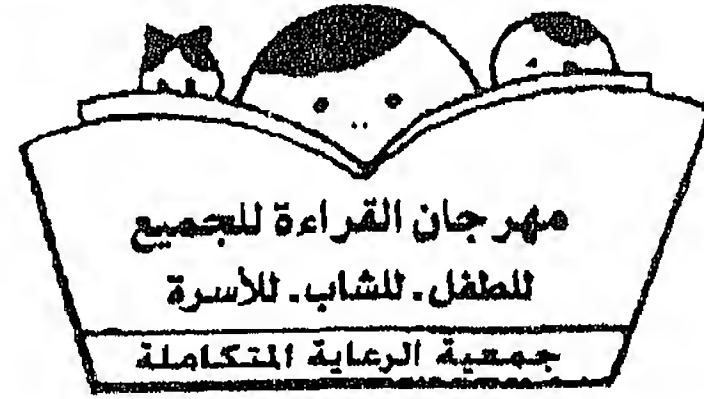 مهرجان القراءة للجميع
للطفل . للشاب . للأسرة
جمعية الرعاية المتكاملة